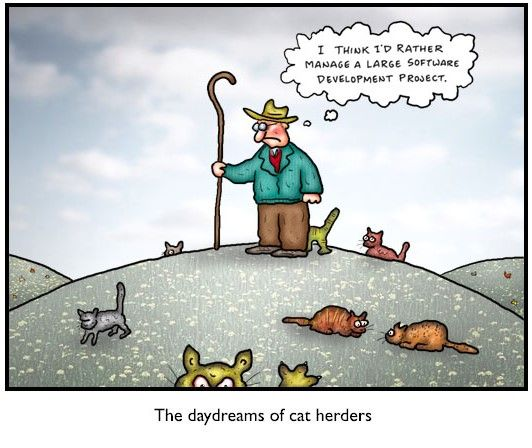 I THINK I'D RATHER
MANAGE A LARGE SOFTWARE
DEVELOPMENT PROJECT.
The daydreams of cat herders